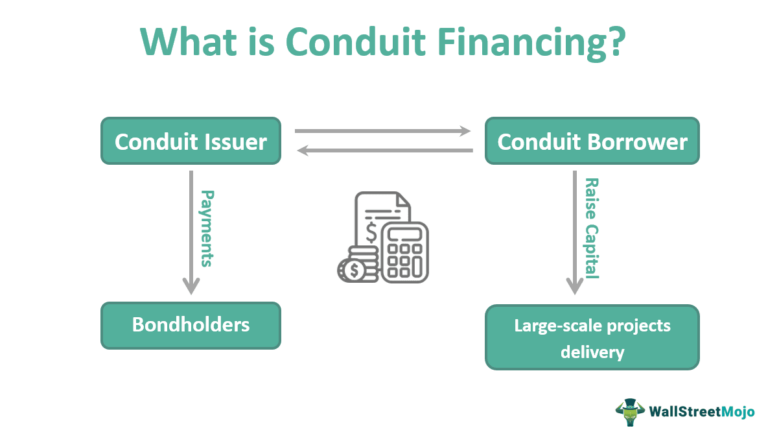 What is Conduit Financing?
Conduit Issuer
Conduit Borrower
Payments
Raise Capital
$
$
Bondholders
Large-scale projects
delivery
WallStreetMojo